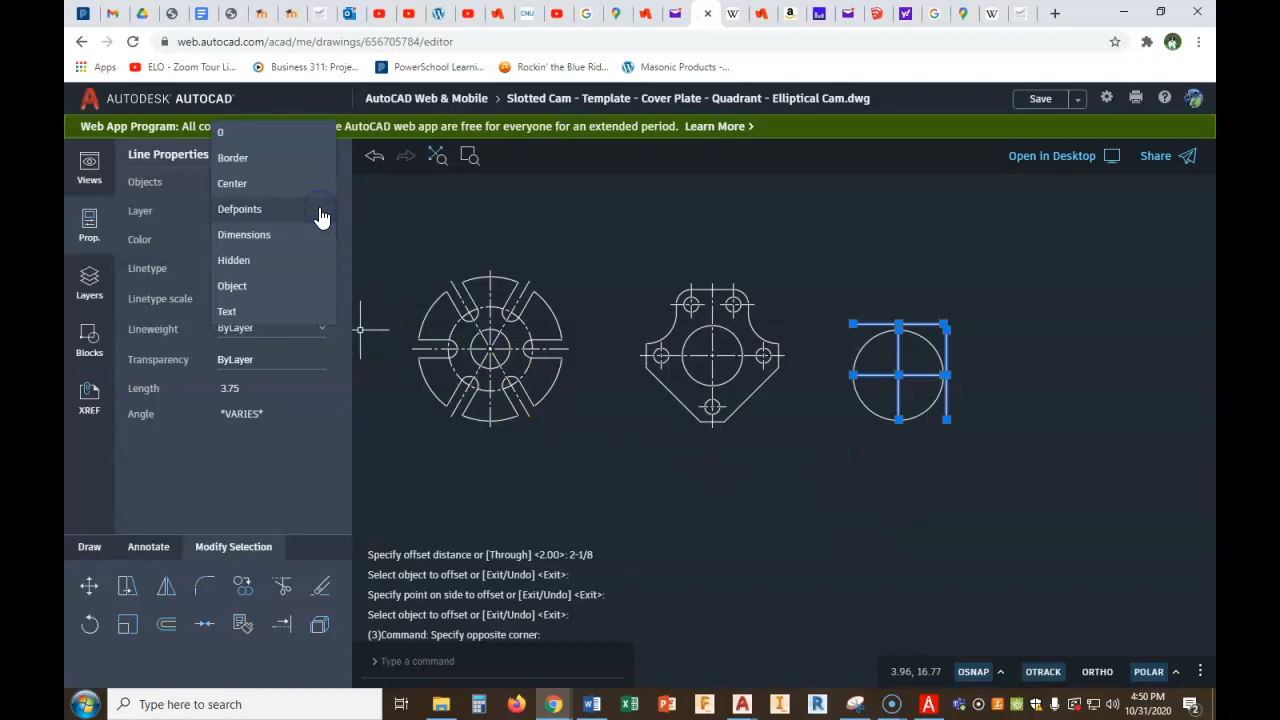 web.autocad.com/acad/me/drawings/656705784/editor
Apps
ELO - Zoom Tour Li...
Business 311: Proje...
PowerSchool Learni...
Rockin' the Blue Rid...
Masonic Products -...
AUTODESK AUTOCAD
AutoCAD Web & Mobile > Slotted Cam - Template - Cover Plate - Quadrant - Elliptical Cam.dwg
Save
Web App Program: All co
e AutoCAD web app are free for everyone for an extended period. Learn More >
Views
Prop.
Layers
Blocks
XREF
Line Properties
Objects
Layer
Color
Linetype
Linetype scale
Lineweight
ByLayer
Transparency
ByLayer
Length
3.75
Angle
*VARIES*
0
Border
Center
Defpoints
Dimensions
Hidden
Object
Text
Open in Desktop
Share
Draw
Annotate
Modify Selection
Specify offset distance or [Through] <2.00>: 2-1/8
Select object to offset or [Exit/Undo] <Exit>:
Specify point on side to offset or [Exit/Undo] <Exit>:
Select object to offset or [Exit/Undo] <Exit>:
(3)Command: Specify opposite corner:
Type a command
3.96, 16.77
OSNAP
OTRACK
ORTHO
POLAR
Type here to search
4:50 PM
10/31/2020